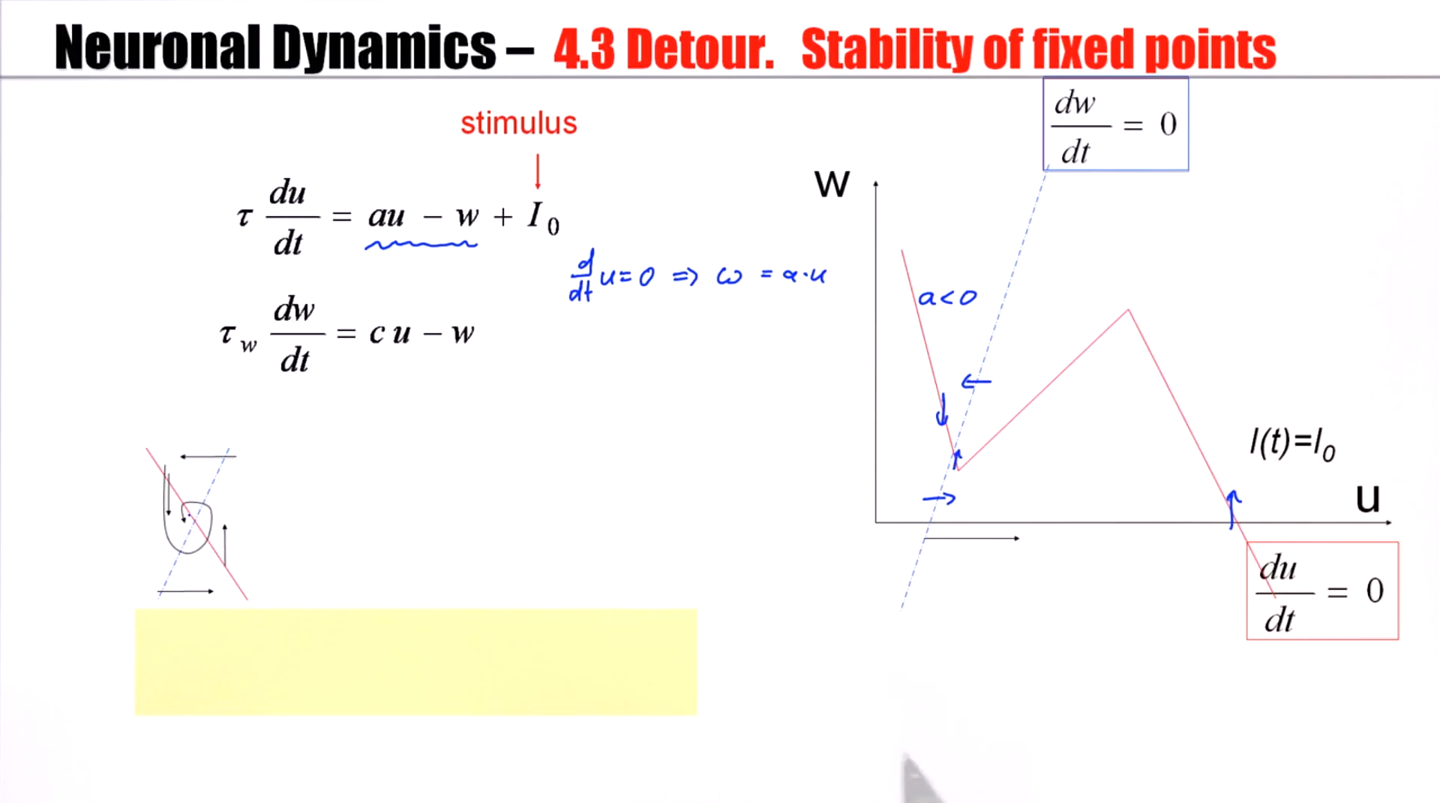 Neuronal Dynamics – 4.3 Detour. Stability of fixed points
stimulus
τ du/dt = au − w + I₀
d/dt u = 0 ⇒ ω = a·u
τ_w dw/dt = c u − w
dw/dt = 0
w
a<0
I(t)=I₀
u
du/dt = 0